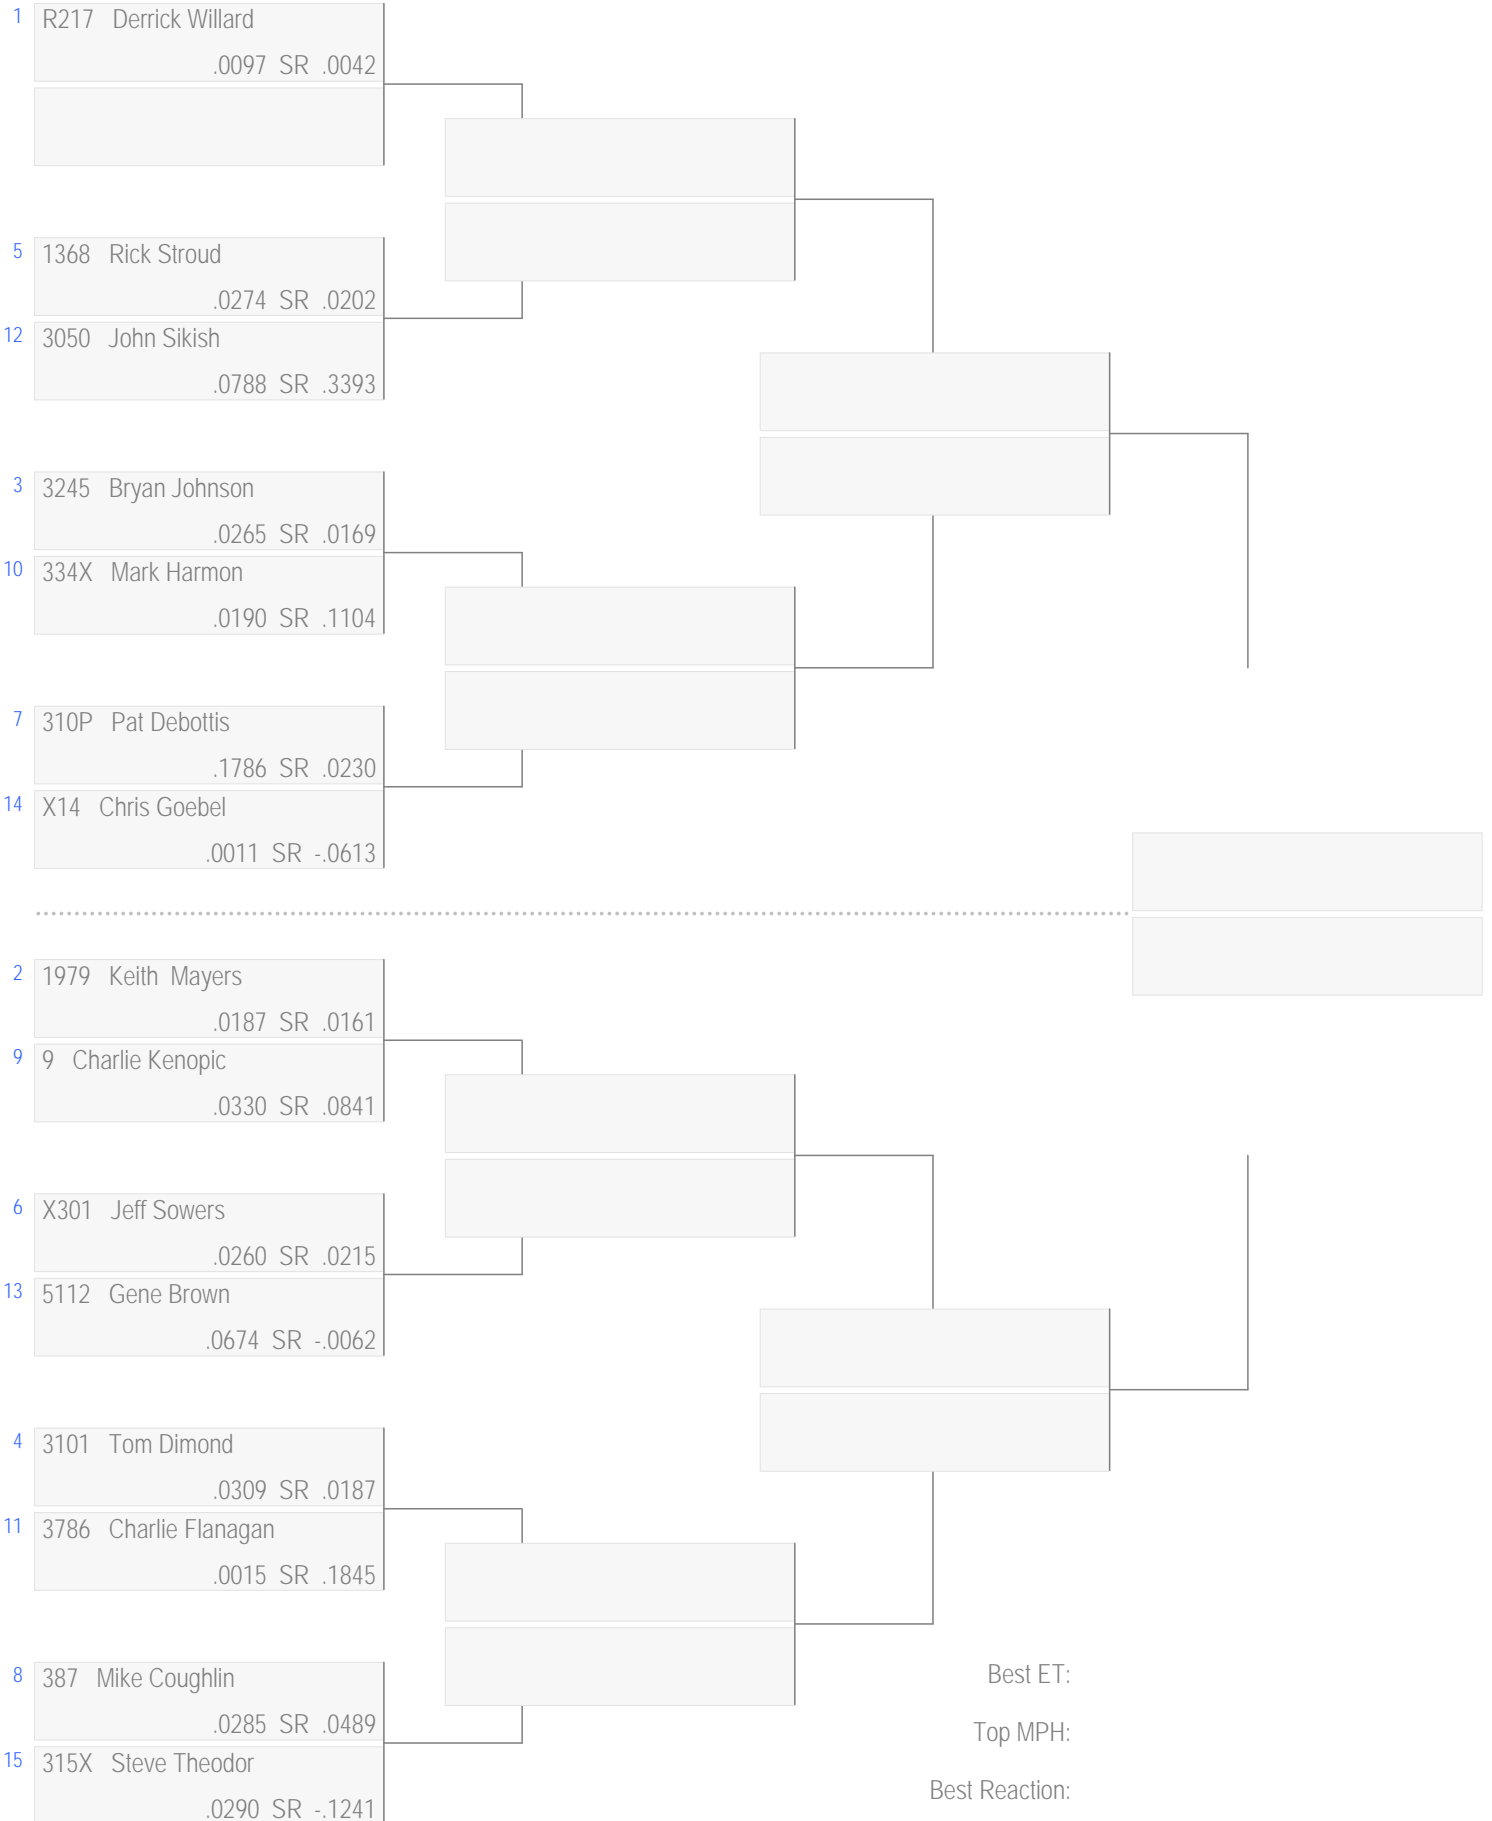 1 R217 Derrick Willard
.0097 SR .0042
5 1368 Rick Stroud
.0274 SR .0202
12 3050 John Sikish
.0788 SR .3393
3 3245 Bryan Johnson
.0265 SR .0169
10 334X Mark Harmon
.0190 SR .1104
7 310P Pat Debottis
.1786 SR .0230
14 X14 Chris Goebel
.0011 SR -.0613
2 1979 Keith Mayers
.0187 SR .0161
9 9 Charlie Kenopic
.0330 SR .0841
6 X301 Jeff Sowers
.0260 SR .0215
13 5112 Gene Brown
.0674 SR -.0062
4 3101 Tom Dimond
.0309 SR .0187
11 3786 Charlie Flanagan
.0015 SR .1845
8 387 Mike Coughlin
.0285 SR .0489
15 315X Steve Theodor
.0290 SR -.1241
Best ET:
Top MPH:
Best Reaction: